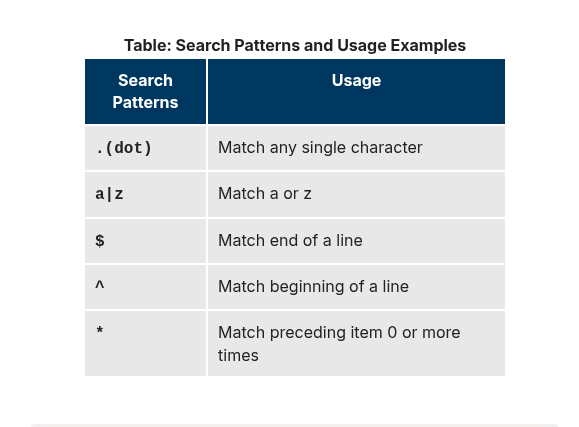 Table: Search Patterns and Usage Examples
Search
Patterns
Usage
.(dot)
Match any single character
a|z
Match a or z
$
Match end of a line
^
Match beginning of a line
*
Match preceding item 0 or more
times